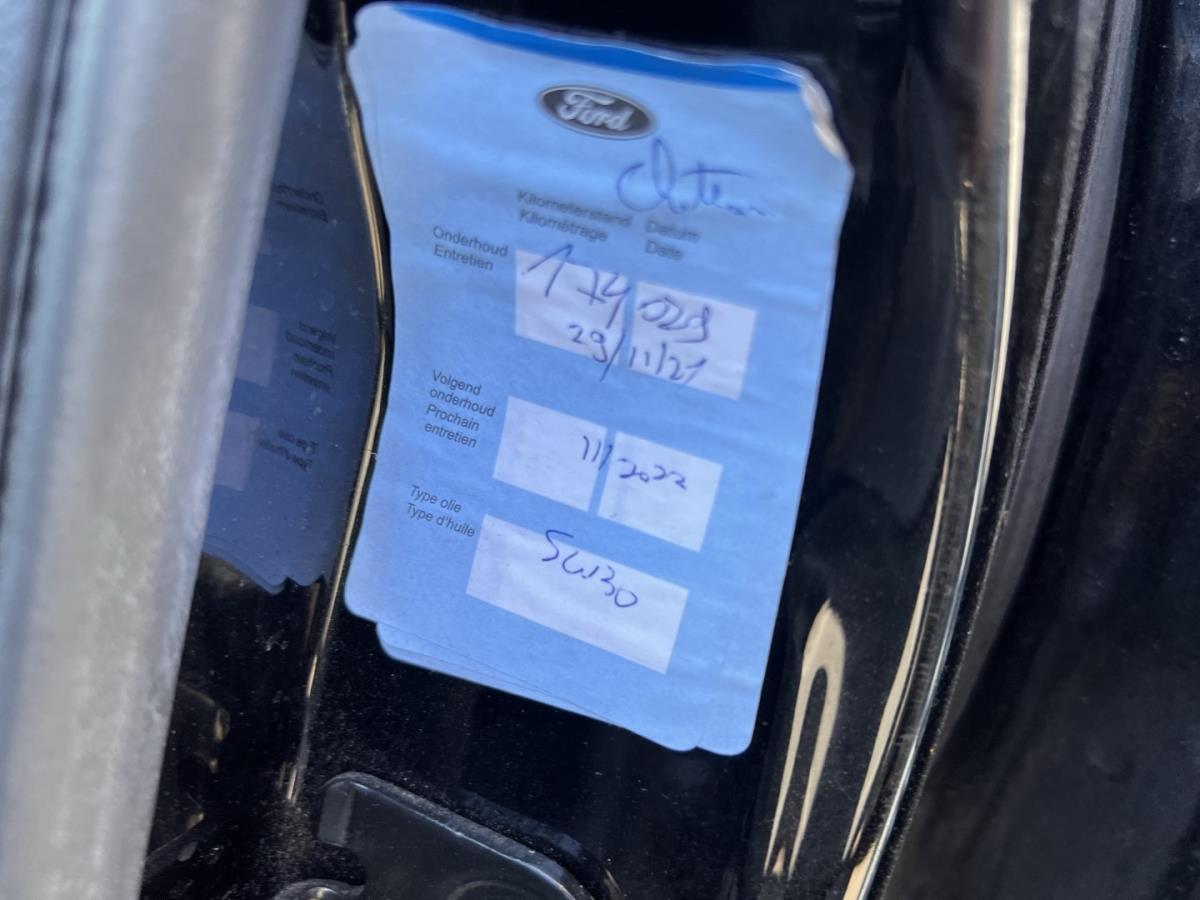 Ford
Kilometerstand Datum
Kilométrage Date
Onderhoud
Entretien
174 029
29/11/21
Volgend
onderhoud
Prochain
entretien
11/2022
Type olie
Type d'huile
5W30